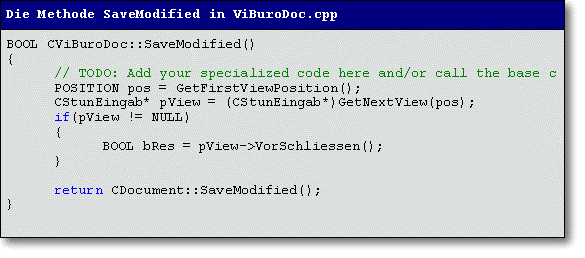 Die Methode SaveModified in ViBuroDoc.cpp
BOOL CViBuroDoc::SaveModified()
{
// TODO: Add your specialized code here and/or call the base c
POSITION pos = GetFirstViewPosition();
CStunEingab* pView = (CStunEingab*)GetNextView(pos);
if(pView != NULL)
{
BOOL bRes = pView->VorSchliessen();
}
return CDocument::SaveModified();
}